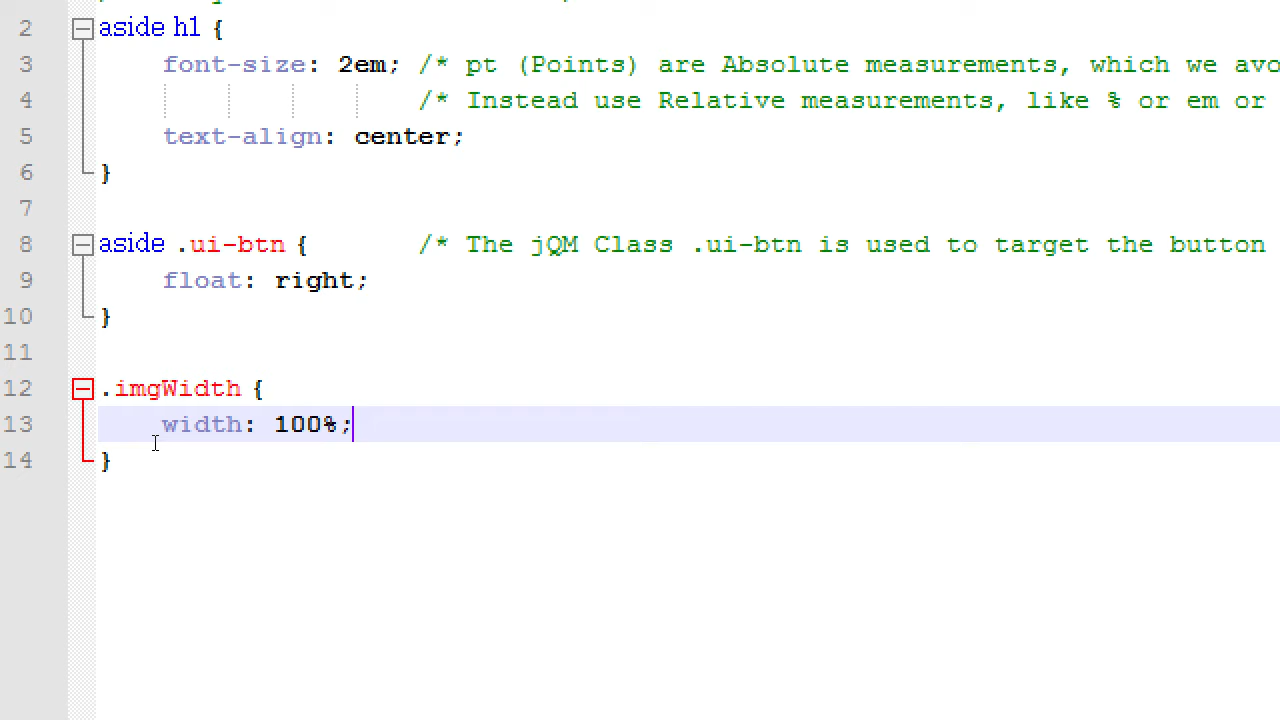 2 aside h1 {
3 font-size: 2em; /* pt (Points) are Absolute measurements, which we avo
4 /* Instead use Relative measurements, like % or em or
5 text-align: center;
6 }
7
8 aside .ui-btn { /* The jQM Class .ui-btn is used to target the button
9 float: right;
10 }
11
12 .imgWidth {
13 width: 100%;
14 }